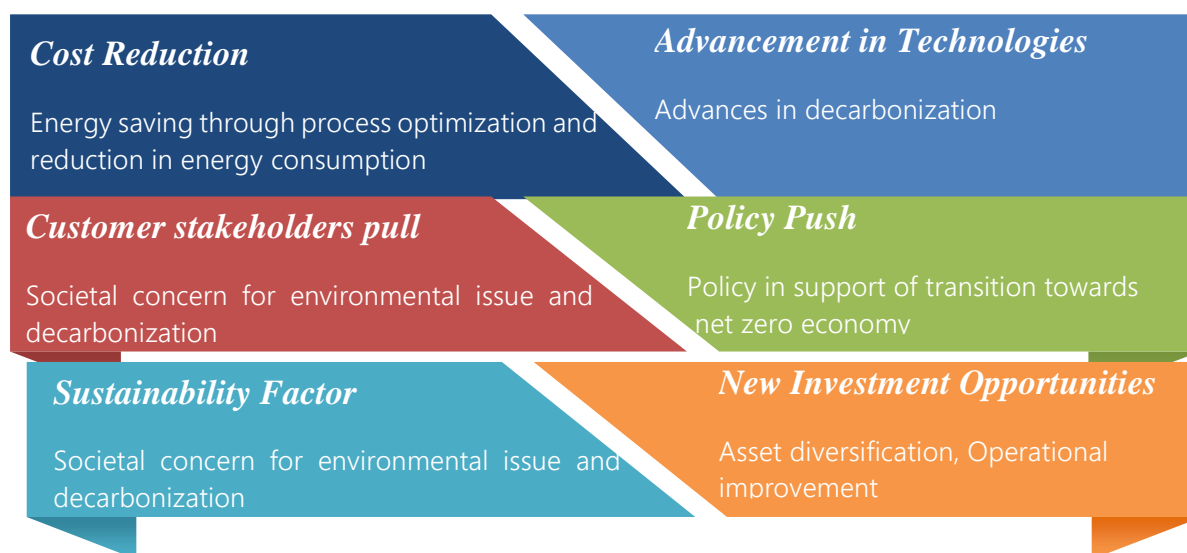 Cost Reduction
Energy saving through process optimization and
reduction in energy consumption
Advancement in Technologies
Advances in decarbonization
Customer stakeholders pull
Societal concern for environmental issue and
decarbonization
Policy Push
Policy in support of transition towards
net zero economy
Sustainability Factor
Societal concern for environmental issue and
decarbonization
New Investment Opportunities
Asset diversification, Operational
improvement